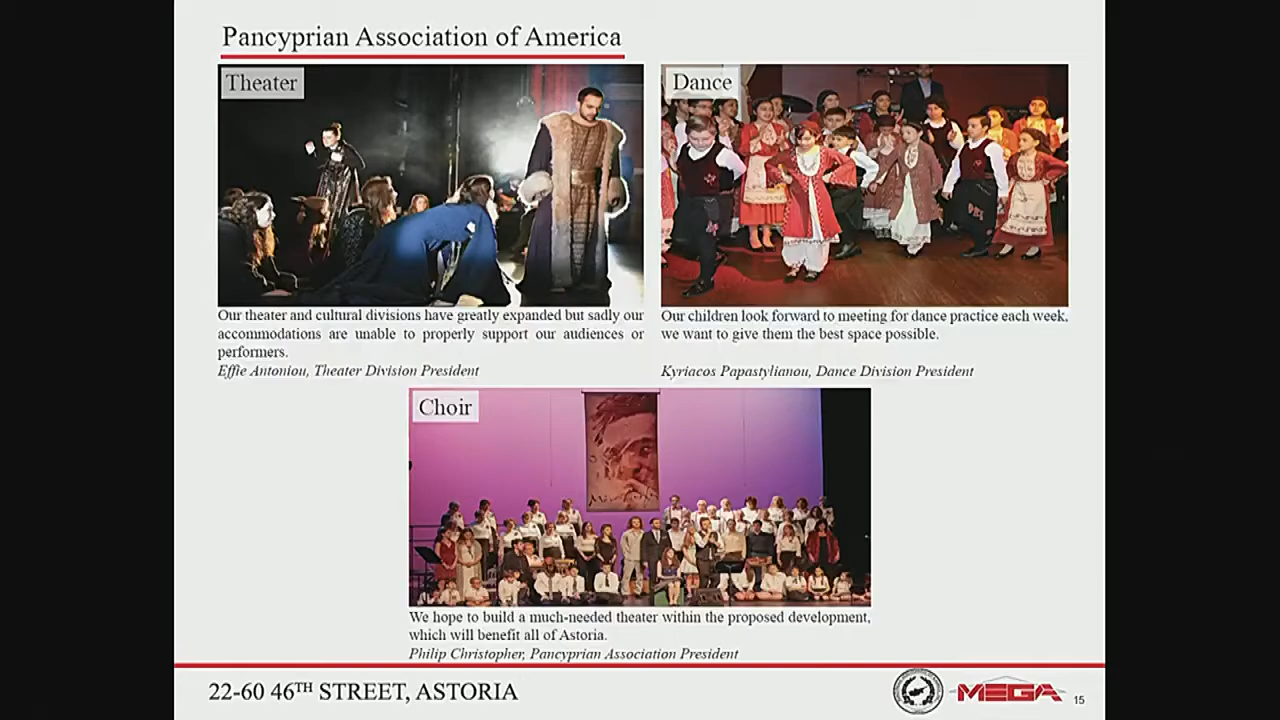 Pancyprian Association of America
Theater
Dance
Our theater and cultural divisions have greatly expanded but sadly our
accommodations are unable to properly support our audiences or
performers.
Effie Antoniou, Theater Division President
Our children look forward to meeting for dance practice each week,
we want to give them the best space possible.
Kyriacos Papastylianou, Dance Division President
Choir
We hope to build a much-needed theater within the proposed development,
which will benefit all of Astoria.
Philip Christopher, Pancyprian Association President
22-60 46TH STREET, ASTORIA
MEGA
15